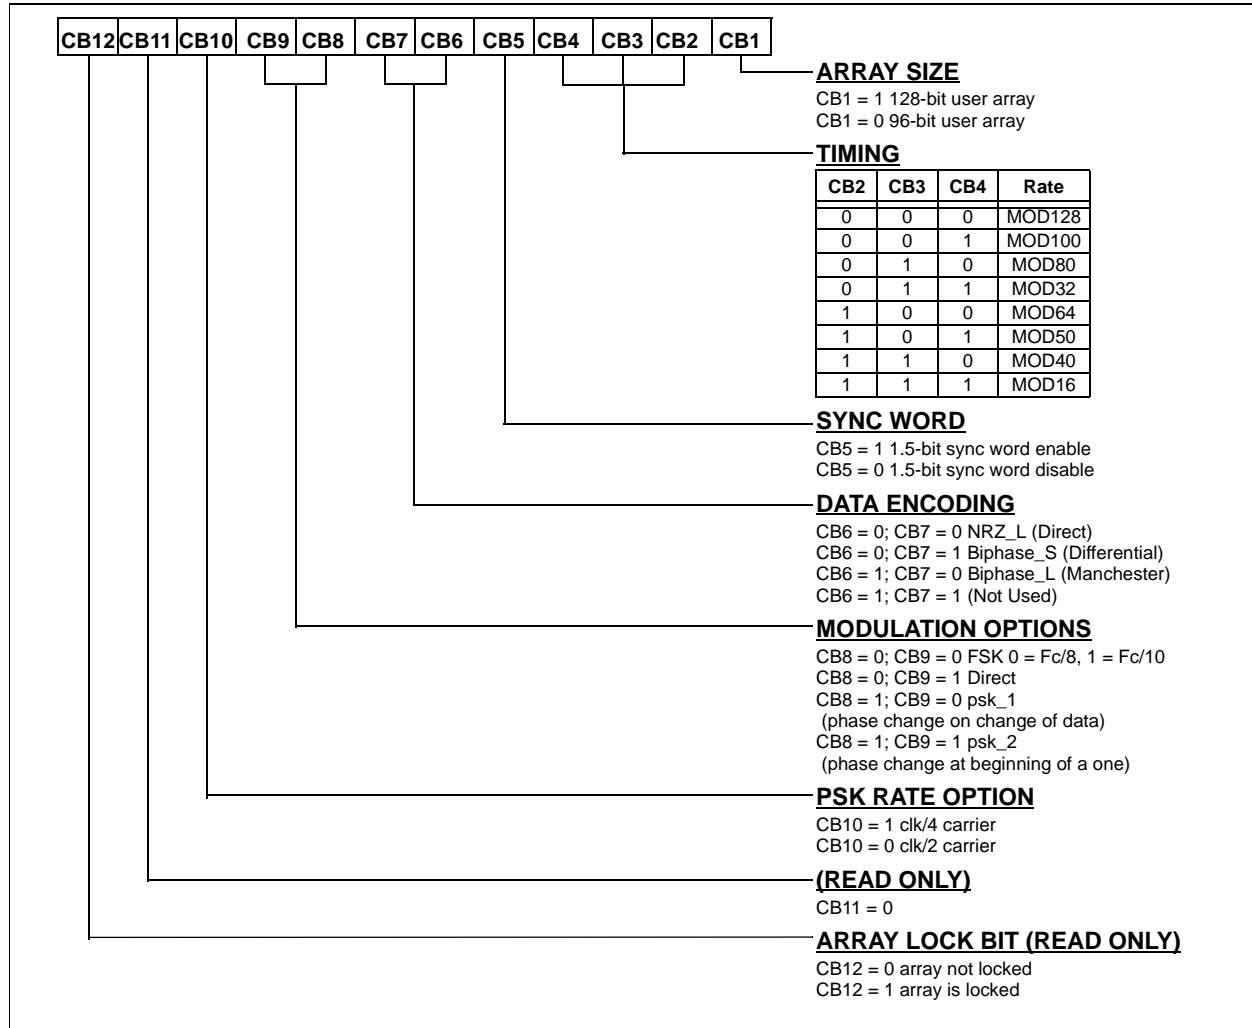 CB12 CB11 CB10 CB9 CB8 CB7 CB6 CB5 CB4 CB3 CB2 CB1
ARRAY SIZE
CB1 = 1 128-bit user array
CB1 = 0 96-bit user array
TIMING
CB2 CB3 CB4 Rate
0 0 0 MOD128
0 0 1 MOD100
0 1 0 MOD80
0 1 1 MOD32
1 0 0 MOD64
1 0 1 MOD50
1 1 0 MOD40
1 1 1 MOD16
SYNC WORD
CB5 = 1 1.5-bit sync word enable
CB5 = 0 1.5-bit sync word disable
DATA ENCODING
CB6 = 0; CB7 = 0 NRZ_L (Direct)
CB6 = 0; CB7 = 1 Biphase_S (Differential)
CB6 = 1; CB7 = 0 Biphase_L (Manchester)
CB6 = 1; CB7 = 1 (Not Used)
MODULATION OPTIONS
CB8 = 0; CB9 = 0 FSK 0 = Fc/8, 1 = Fc/10
CB8 = 0; CB9 = 1 Direct
CB8 = 1; CB9 = 0 psk_1
(phase change on change of data)
CB8 = 1; CB9 = 1 psk_2
(phase change at beginning of a one)
PSK RATE OPTION
CB10 = 1 clk/4 carrier
CB10 = 0 clk/2 carrier
(READ ONLY)
CB11 = 0
ARRAY LOCK BIT (READ ONLY)
CB12 = 0 array not locked
CB12 = 1 array is locked